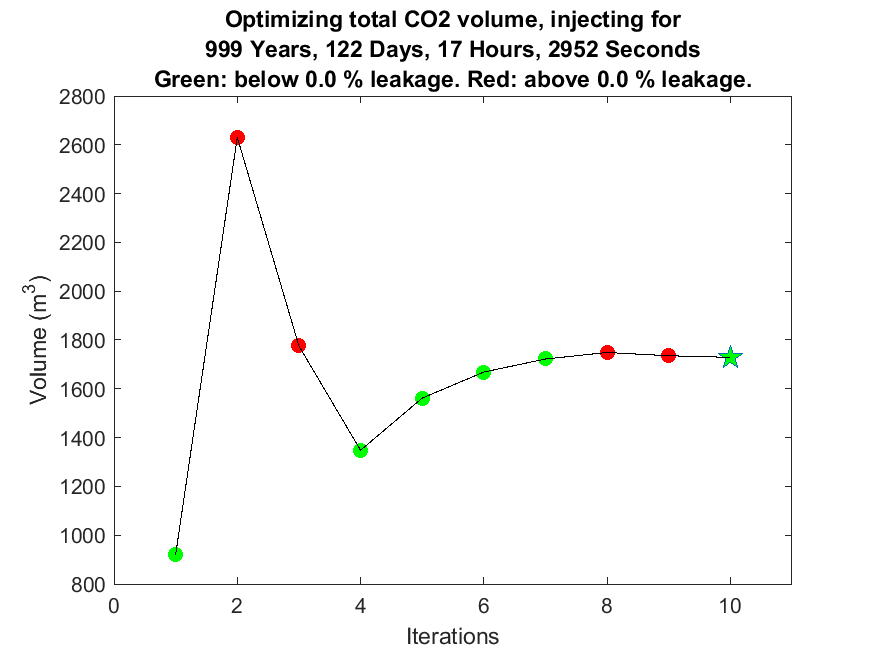 Optimizing total CO2 volume, injecting for
999 Years, 122 Days, 17 Hours, 2952 Seconds
Green: below 0.0 % leakage. Red: above 0.0 % leakage.
2800
2600
2400
2200
2000
1800
1600
1400
1200
1000
800
Volume (m³)
0 2 4 6 8 10
Iterations